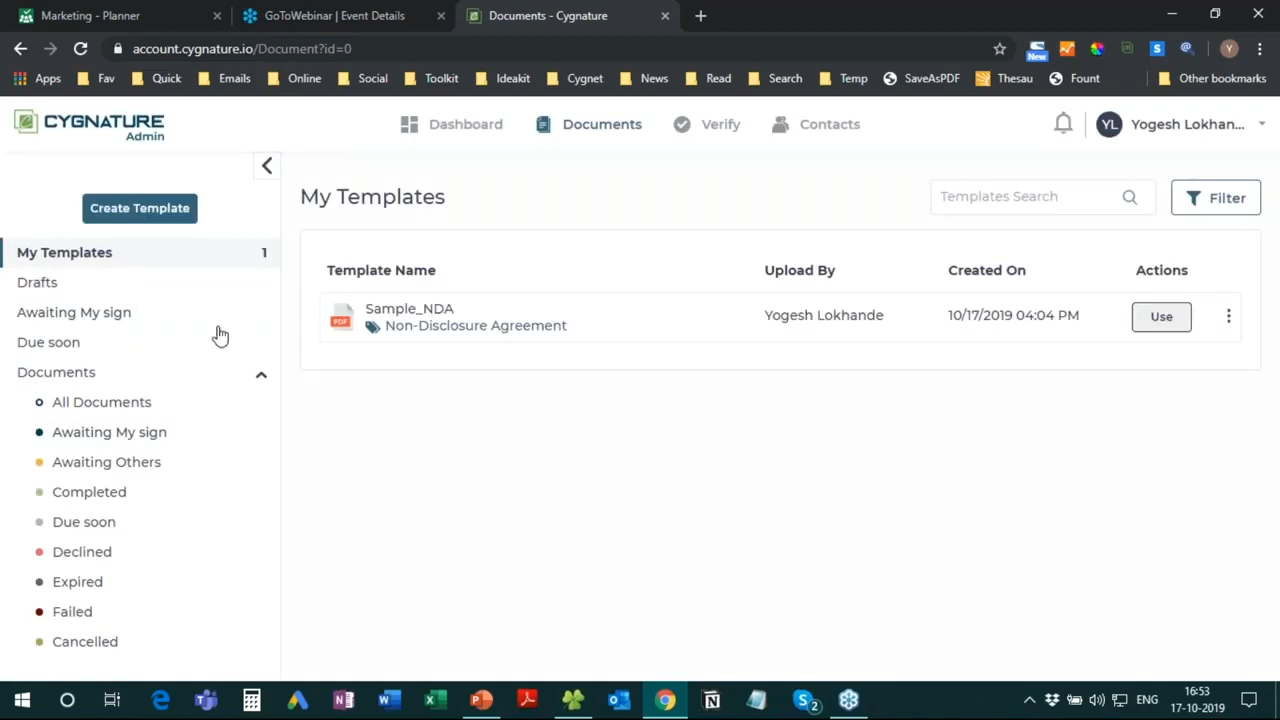 Marketing - Planner
GoToWebinar | Event Details
Documents - Cygnature
account.cygnature.io/Document?id=0
New
S
Y
Apps
Fav
Quick
Emails
Online
Social
Toolkit
Ideakit
Cygnet
News
Read
Search
Temp
SaveAsPDF
Thesau
Fount
Other bookmarks
CYGNATURE
Admin
Dashboard
Documents
Verify
Contacts
YL
Yogesh Lokhan...
Create Template
My Templates
Templates Search
Filter
My Templates 1
Drafts
Awaiting My sign
Due soon
Documents
All Documents
Awaiting My sign
Awaiting Others
Completed
Due soon
Declined
Expired
Failed
Cancelled
Template Name
Upload By
Created On
Actions
PDF
Sample_NDA
Non-Disclosure Agreement
Yogesh Lokhande
10/17/2019 04:04 PM
Use
2
ENG
16:53
17-10-2019